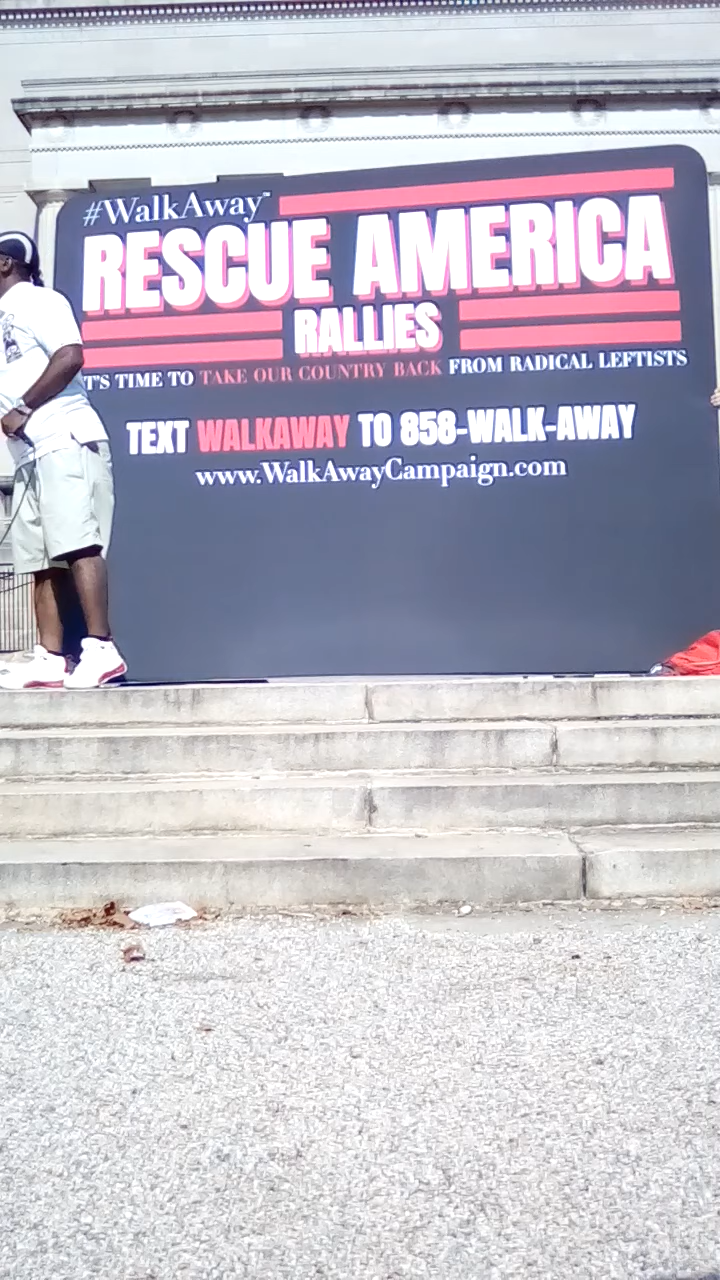 #WalkAway™
RESCUE AMERICA
RALLIES
T'S TIME TO TAKE OUR COUNTRY BACK FROM RADICAL LEFTISTS
TEXT WALKAWAY TO 858-WALK-AWAY
www.WalkAwayCampaign.com